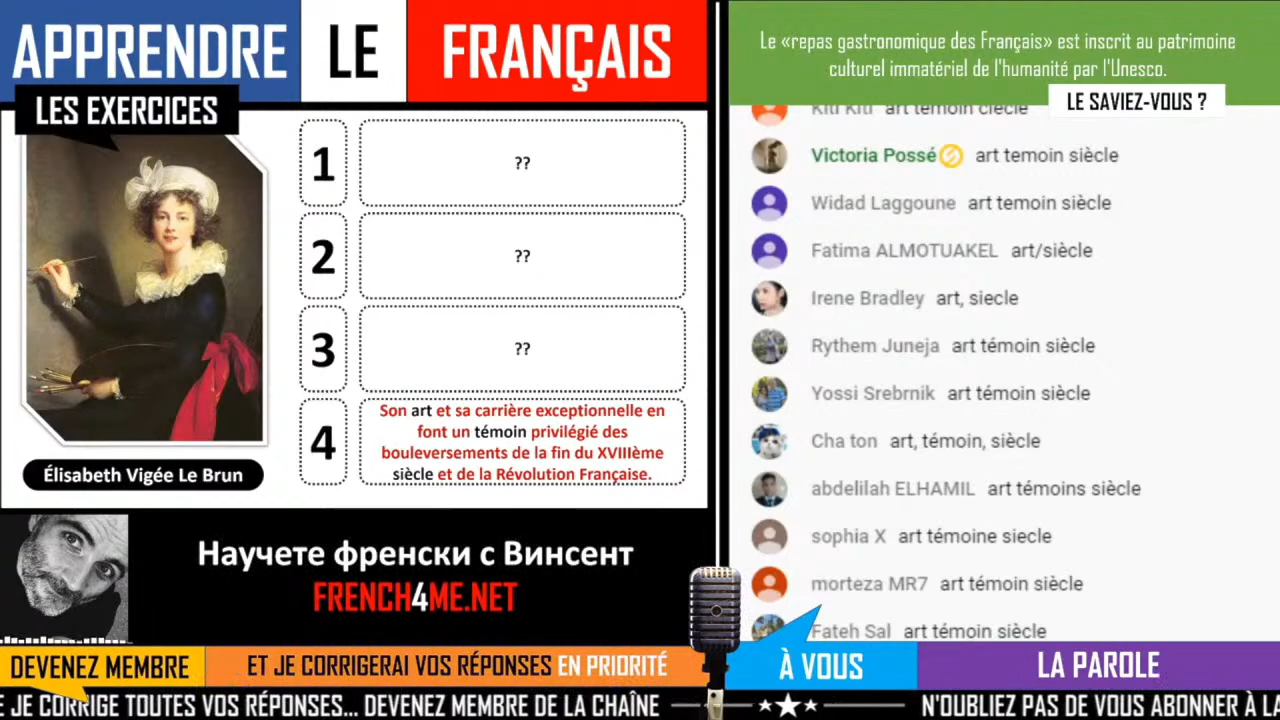 APPRENDRE LE FRANÇAIS
LES EXERCICES
1
??
2
??
3
??
4
Son art et sa carrière exceptionnelle en
font un témoin privilégié des
bouleversements de la fin du XVIIIème
siècle et de la Révolution Française.
Élisabeth Vigée Le Brun
Научете френски с Винсент
FRENCH4ME.NET
Le «repas gastronomique des Français» est inscrit au patrimoine
culturel immatériel de l'humanité par l'Unesco.
LE SAVIEZ-VOUS ?
Kiti Kiti art témoin ciècle
Victoria Possé art temoin siècle
Widad Laggoune art temoin siècle
Fatima ALMOTUAKEL art/siècle
Irene Bradley art, siecle
Rythem Juneja art témoin siècle
Yossi Srebrnik art témoin siècle
Cha ton art, témoin, siècle
abdelilah ELHAMIL art témoins siècle
sophia X art témoine siecle
morteza MR7 art témoin siècle
Fateh Sal art témoin siècle
DEVENEZ MEMBRE
ET JE CORRIGERAI VOS RÉPONSES EN PRIORITÉ
À VOUS
LA PAROLE
E JE CORRIGE TOUTES VOS RÉPONSES... DEVENEZ MEMBRE DE LA CHAÎNE
N'OUBLIEZ PAS DE VOUS ABONNER À LA